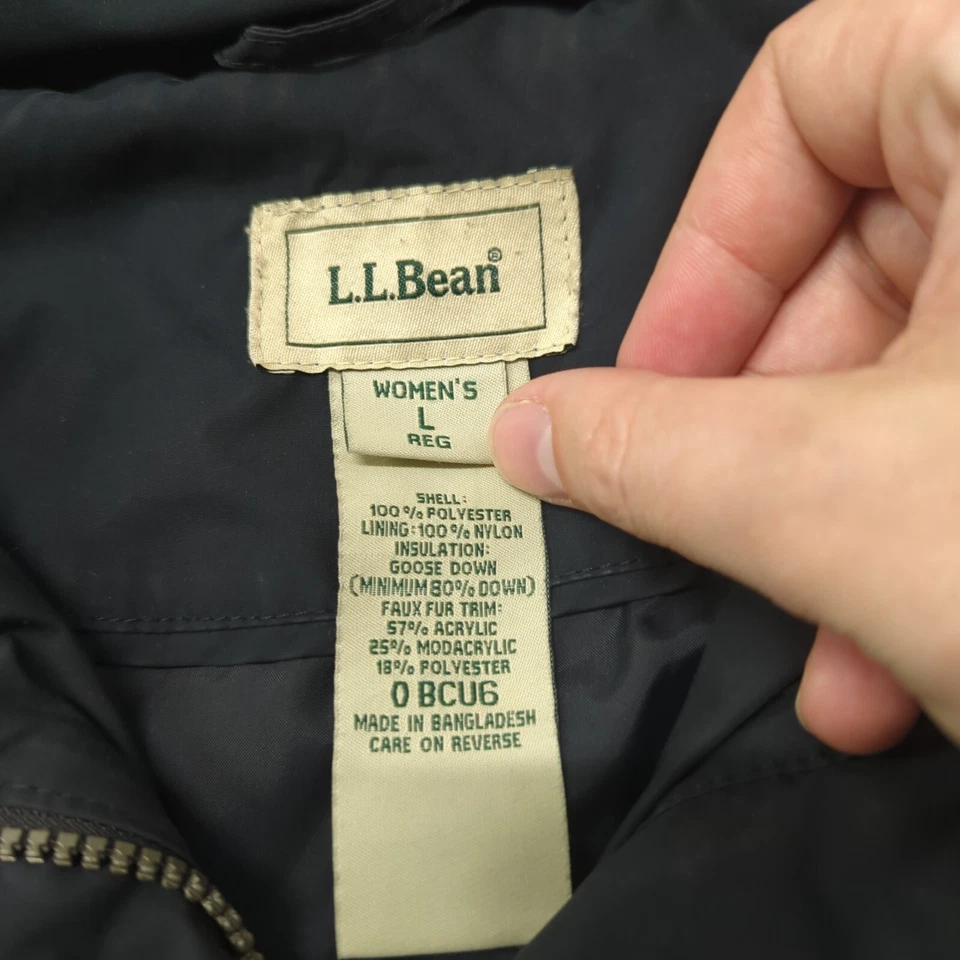 L.L.Bean®
WOMEN'S
L
REG
SHELL:
100% POLYESTER
LINING:100% NYLON
INSULATION:
GOOSE DOWN
(MINIMUM 80% DOWN)
FAUX FUR TRIM:
57% ACRYLIC
25% MODACRYLIC
18% POLYESTER
0 BCU6
MADE IN BANGLADESH
CARE ON REVERSE